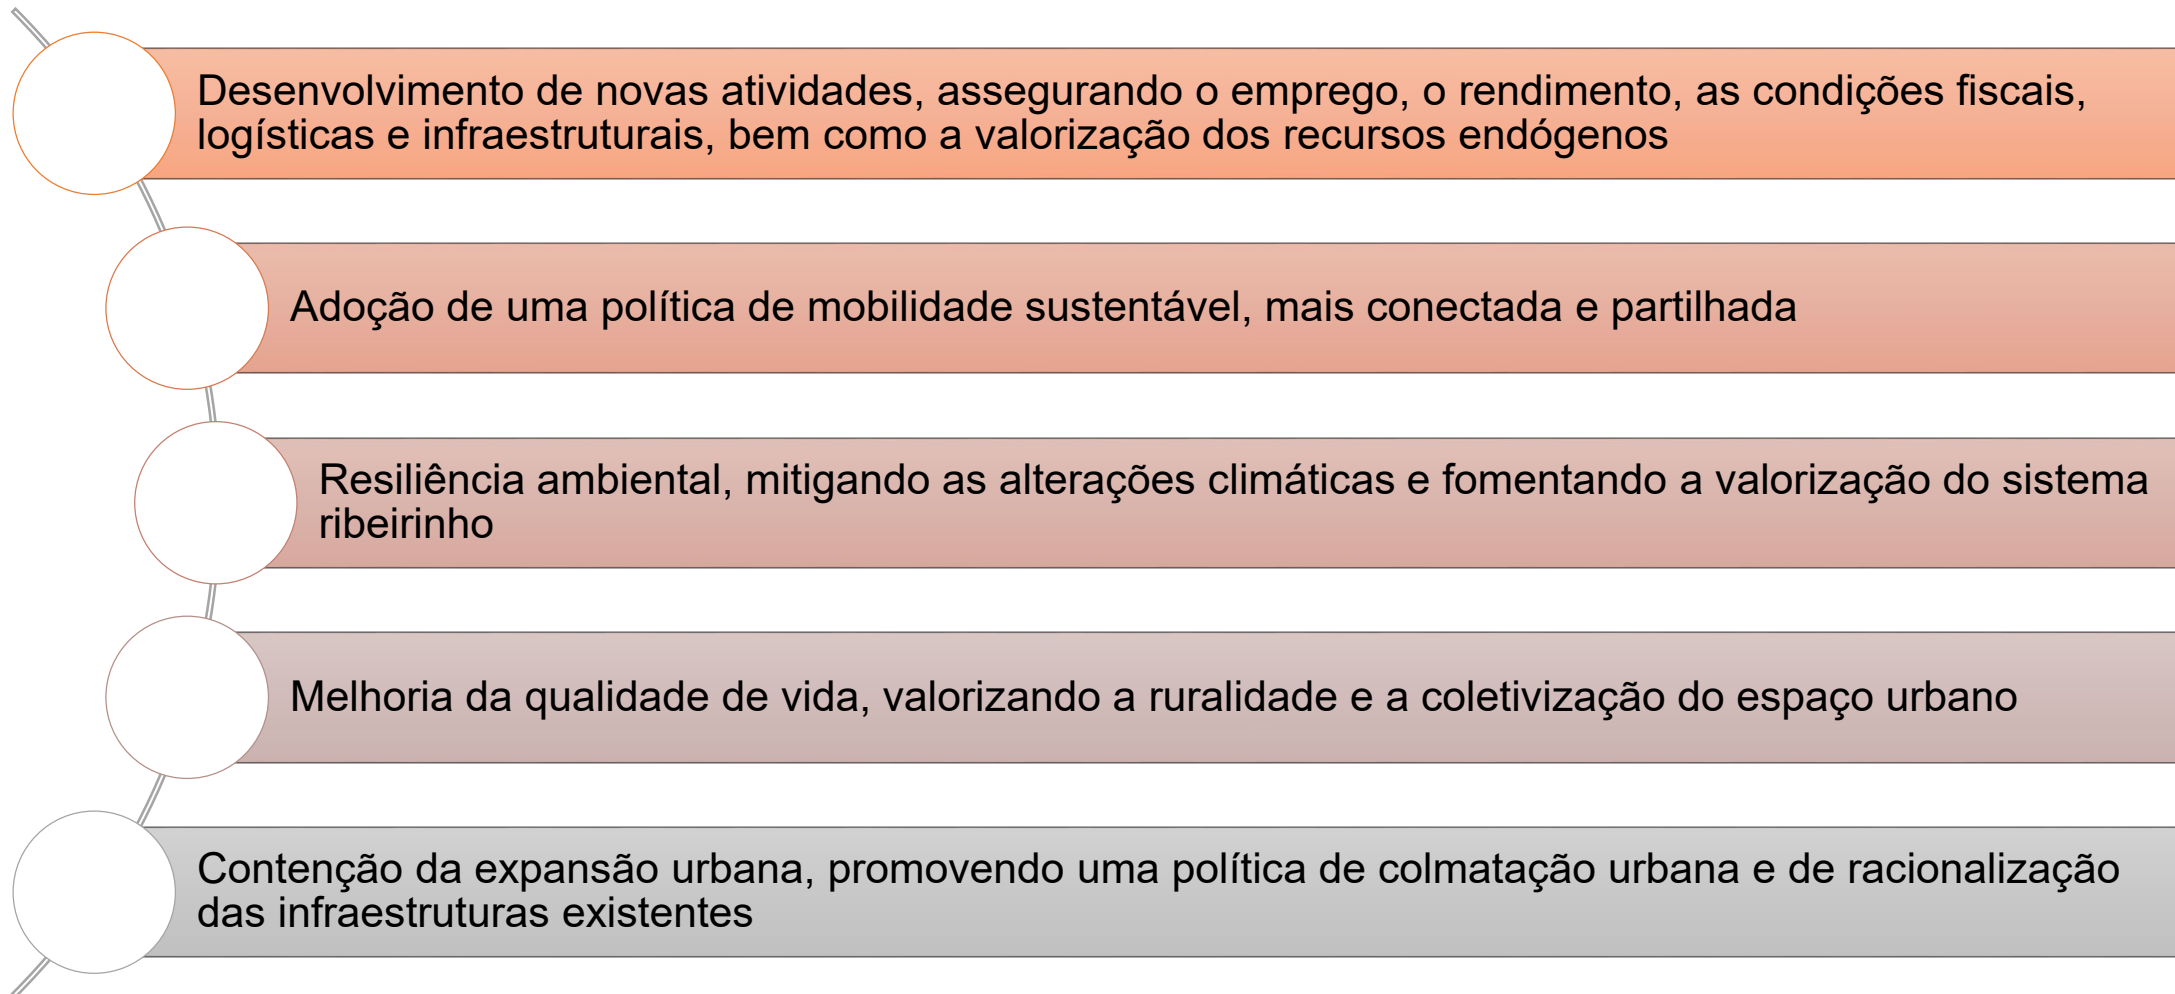 Desenvolvimento de novas atividades, assegurando o emprego, o rendimento, as condições fiscais,
logísticas e infraestruturais, bem como a valorização dos recursos endógenos
Adoção de uma política de mobilidade sustentável, mais conectada e partilhada
Resiliência ambiental, mitigando as alterações climáticas e fomentando a valorização do sistema
ribeirinho
Melhoria da qualidade de vida, valorizando a ruralidade e a coletivização do espaço urbano
Contenção da expansão urbana, promovendo uma política de colmatação urbana e de racionalização
das infraestruturas existentes